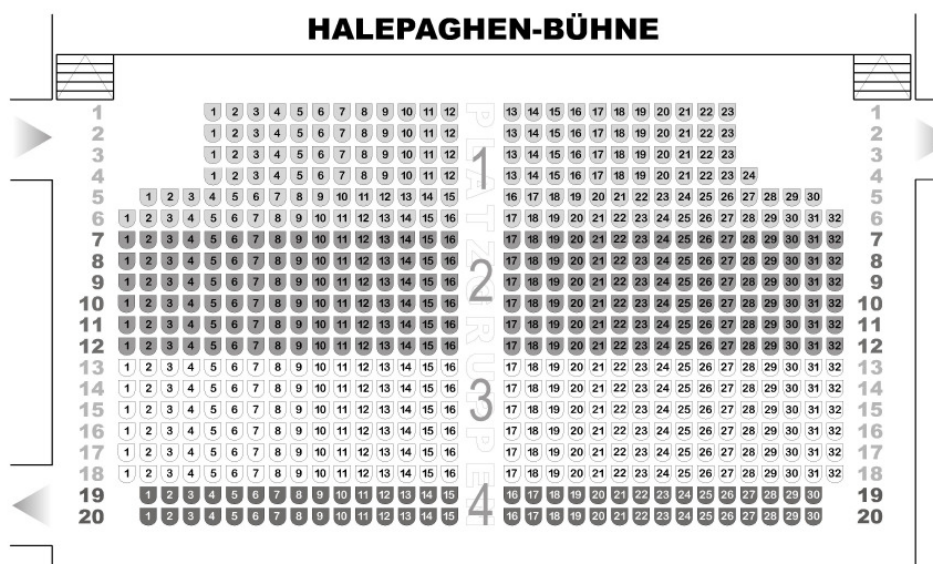 HALEPAGHEN-BÜHNE
1 1 2 3 4 5 6 7 8 9 10 11 12 13 14 15 16 17 18 19 20 21 22 23 1
2 1 2 3 4 5 6 7 8 9 10 11 12 13 14 15 16 17 18 19 20 21 22 23 2
3 1 2 3 4 5 6 7 8 9 10 11 12 13 14 15 16 17 18 19 20 21 22 23 3
4 1 2 3 4 5 6 7 8 9 10 11 12 13 14 15 16 17 18 19 20 21 22 23 24 4
5 1 2 3 4 5 6 7 8 9 10 11 12 13 14 15 16 17 18 19 20 21 22 23 24 25 26 27 28 29 30 5
6 1 2 3 4 5 6 7 8 9 10 11 12 13 14 15 16 17 18 19 20 21 22 23 24 25 26 27 28 29 30 31 32 6
7 1 2 3 4 5 6 7 8 9 10 11 12 13 14 15 16 17 18 19 20 21 22 23 24 25 26 27 28 29 30 31 32 7
8 1 2 3 4 5 6 7 8 9 10 11 12 13 14 15 16 17 18 19 20 21 22 23 24 25 26 27 28 29 30 31 32 8
9 1 2 3 4 5 6 7 8 9 10 11 12 13 14 15 16 17 18 19 20 21 22 23 24 25 26 27 28 29 30 31 32 9
10 1 2 3 4 5 6 7 8 9 10 11 12 13 14 15 16 17 18 19 20 21 22 23 24 25 26 27 28 29 30 31 32 10
11 1 2 3 4 5 6 7 8 9 10 11 12 13 14 15 16 17 18 19 20 21 22 23 24 25 26 27 28 29 30 31 32 11
12 1 2 3 4 5 6 7 8 9 10 11 12 13 14 15 16 17 18 19 20 21 22 23 24 25 26 27 28 29 30 31 32 12
13 1 2 3 4 5 6 7 8 9 10 11 12 13 14 15 16 17 18 19 20 21 22 23 24 25 26 27 28 29 30 31 32 13
14 1 2 3 4 5 6 7 8 9 10 11 12 13 14 15 16 17 18 19 20 21 22 23 24 25 26 27 28 29 30 31 32 14
15 1 2 3 4 5 6 7 8 9 10 11 12 13 14 15 16 17 18 19 20 21 22 23 24 25 26 27 28 29 30 31 32 15
16 1 2 3 4 5 6 7 8 9 10 11 12 13 14 15 16 17 18 19 20 21 22 23 24 25 26 27 28 29 30 31 32 16
17 1 2 3 4 5 6 7 8 9 10 11 12 13 14 15 16 17 18 19 20 21 22 23 24 25 26 27 28 29 30 31 32 17
18 1 2 3 4 5 6 7 8 9 10 11 12 13 14 15 16 17 18 19 20 21 22 23 24 25 26 27 28 29 30 31 32 18
19 1 2 3 4 5 6 7 8 9 10 11 12 13 14 15 16 17 18 19 20 21 22 23 24 25 26 27 28 29 30 19
20 1 2 3 4 5 6 7 8 9 10 11 12 13 14 15 16 17 18 19 20 21 22 23 24 25 26 27 28 29 30 20
PLATZGRUPPEN
1
2
3
4